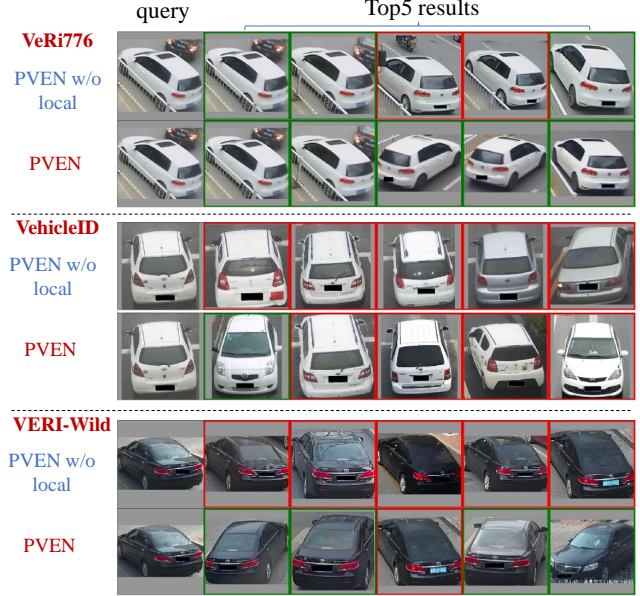 query
Top5 results
VeRi776
PVEN w/o
local
PVEN
VehicleID
PVEN w/o
local
PVEN
VERI-Wild
PVEN w/o
local
PVEN